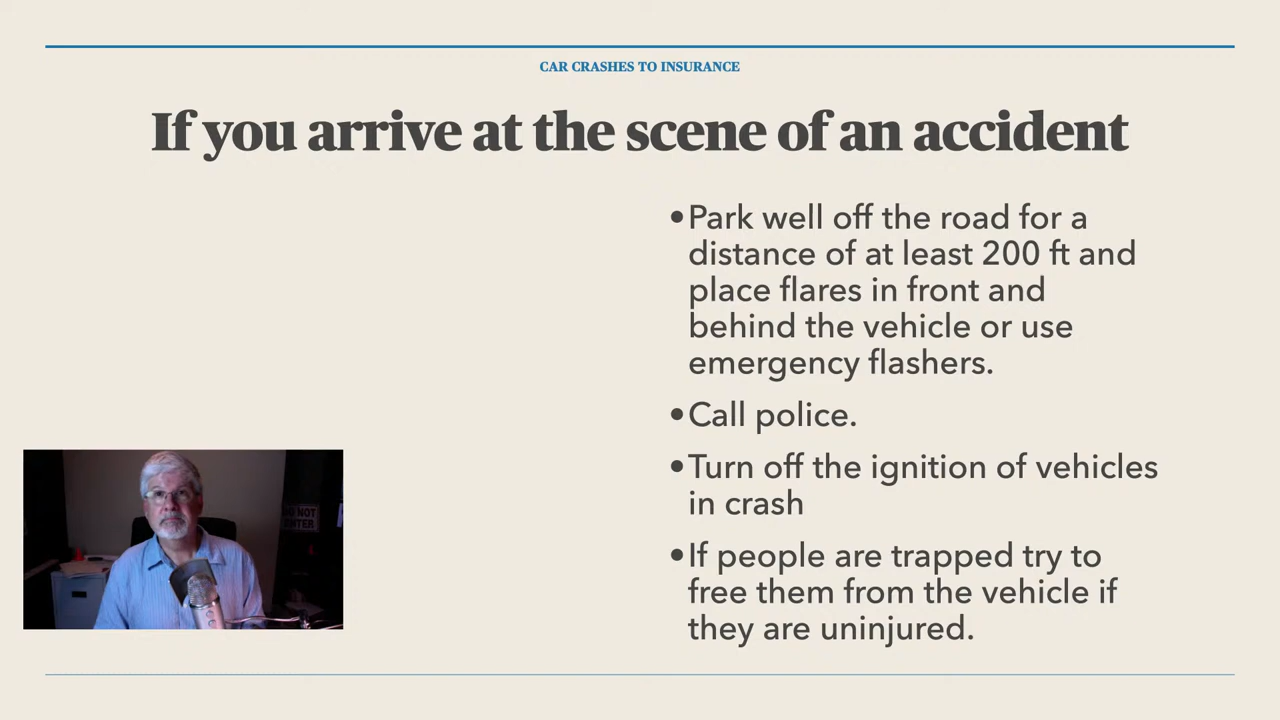 CAR CRASHES TO INSURANCE
If you arrive at the scene of an accident
•Park well off the road for a
distance of at least 200 ft and
place flares in front and
behind the vehicle or use
emergency flashers.
•Call police.
•Turn off the ignition of vehicles
in crash
•If people are trapped try to
free them from the vehicle if
they are uninjured.
DO NOT
ENTER